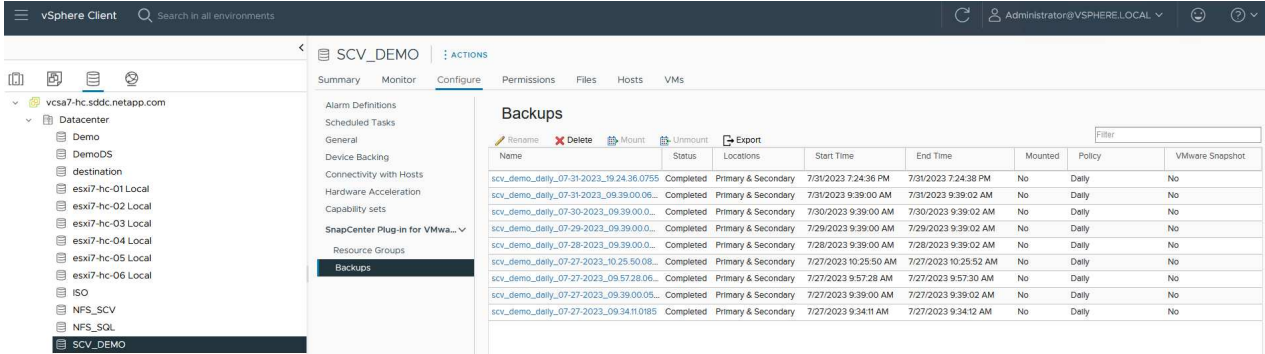 vSphere Client Search in all environments Administrator@VSPHERE.LOCAL
vcsa7-hc.sddc.netapp.com
Datacenter
Demo
DemoDS
destination
esxi7-hc-01 Local
esxi7-hc-02 Local
esxi7-hc-03 Local
esxi7-hc-04 Local
esxi7-hc-05 Local
esxi7-hc-06 Local
ISO
NFS_SCV
NFS_SQL
SCV_DEMO
SCV_DEMO ACTIONS
Summary Monitor Configure Permissions Files Hosts VMs
Alarm Definitions
Scheduled Tasks
General
Device Backing
Connectivity with Hosts
Hardware Acceleration
Capability sets
SnapCenter Plug-in for VMwa...
Resource Groups
Backups
Backups
Rename Delete Mount Unmount Export Filter
Name Status Locations Start Time End Time Mounted Policy VMware Snapshot
scv_demo_daily_07-31-2023_19.24.36.0755 Completed Primary & Secondary 7/31/2023 7:24:36 PM 7/31/2023 7:24:38 PM No Daily No
scv_demo_daily_07-31-2023_09.39.00.06... Completed Primary & Secondary 7/31/2023 9:39:00 AM 7/31/2023 9:39:02 AM No Daily No
scv_demo_daily_07-30-2023_09.39.00.0... Completed Primary & Secondary 7/30/2023 9:39:00 AM 7/30/2023 9:39:02 AM No Daily No
scv_demo_daily_07-29-2023_09.39.00.0... Completed Primary & Secondary 7/29/2023 9:39:00 AM 7/29/2023 9:39:02 AM No Daily No
scv_demo_daily_07-28-2023_09.39.00.0... Completed Primary & Secondary 7/28/2023 9:39:00 AM 7/28/2023 9:39:02 AM No Daily No
scv_demo_daily_07-27-2023_10.25.50.08... Completed Primary & Secondary 7/27/2023 10:25:50 AM 7/27/2023 10:25:52 AM No Daily No
scv_demo_daily_07-27-2023_09.57.28.06... Completed Primary & Secondary 7/27/2023 9:57:28 AM 7/27/2023 9:57:30 AM No Daily No
scv_demo_daily_07-27-2023_09.39.00.05... Completed Primary & Secondary 7/27/2023 9:39:00 AM 7/27/2023 9:39:02 AM No Daily No
scv_demo_daily_07-27-2023_09.34.11.0185 Completed Primary & Secondary 7/27/2023 9:34:11 AM 7/27/2023 9:34:12 AM No Daily No